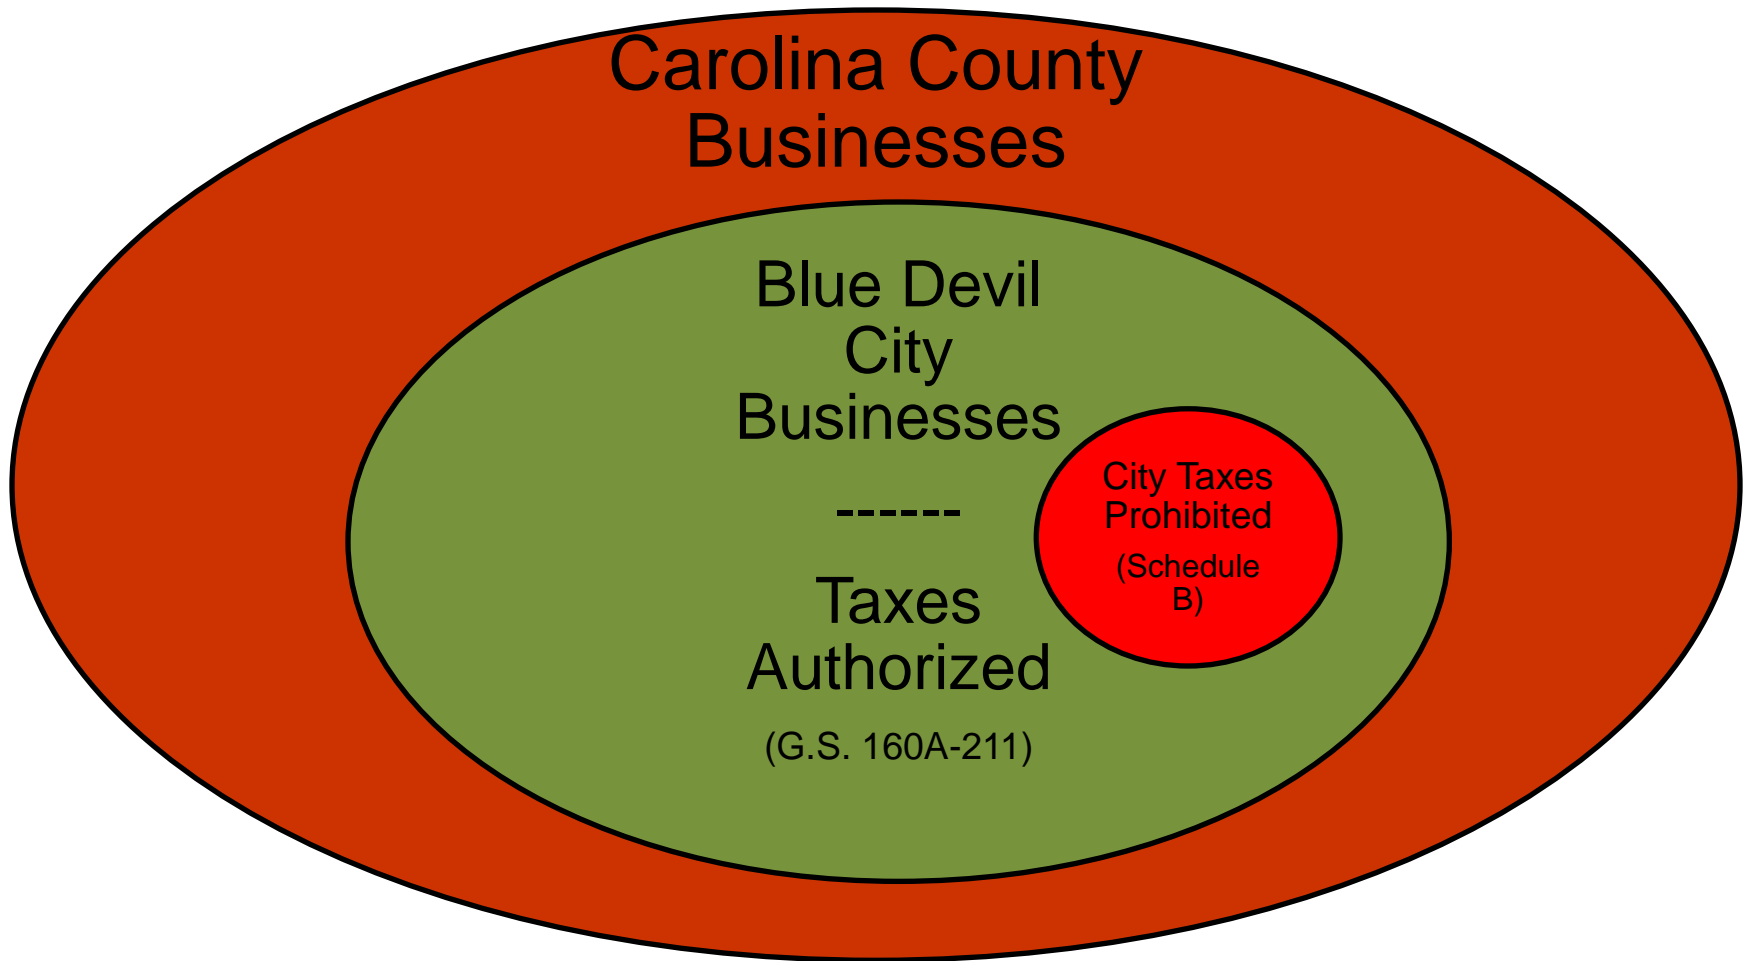 Carolina County
Businesses
Blue Devil
City
Businesses
------
Taxes
Authorized
(G.S. 160A-211)
City Taxes
Prohibited
(Schedule
B)